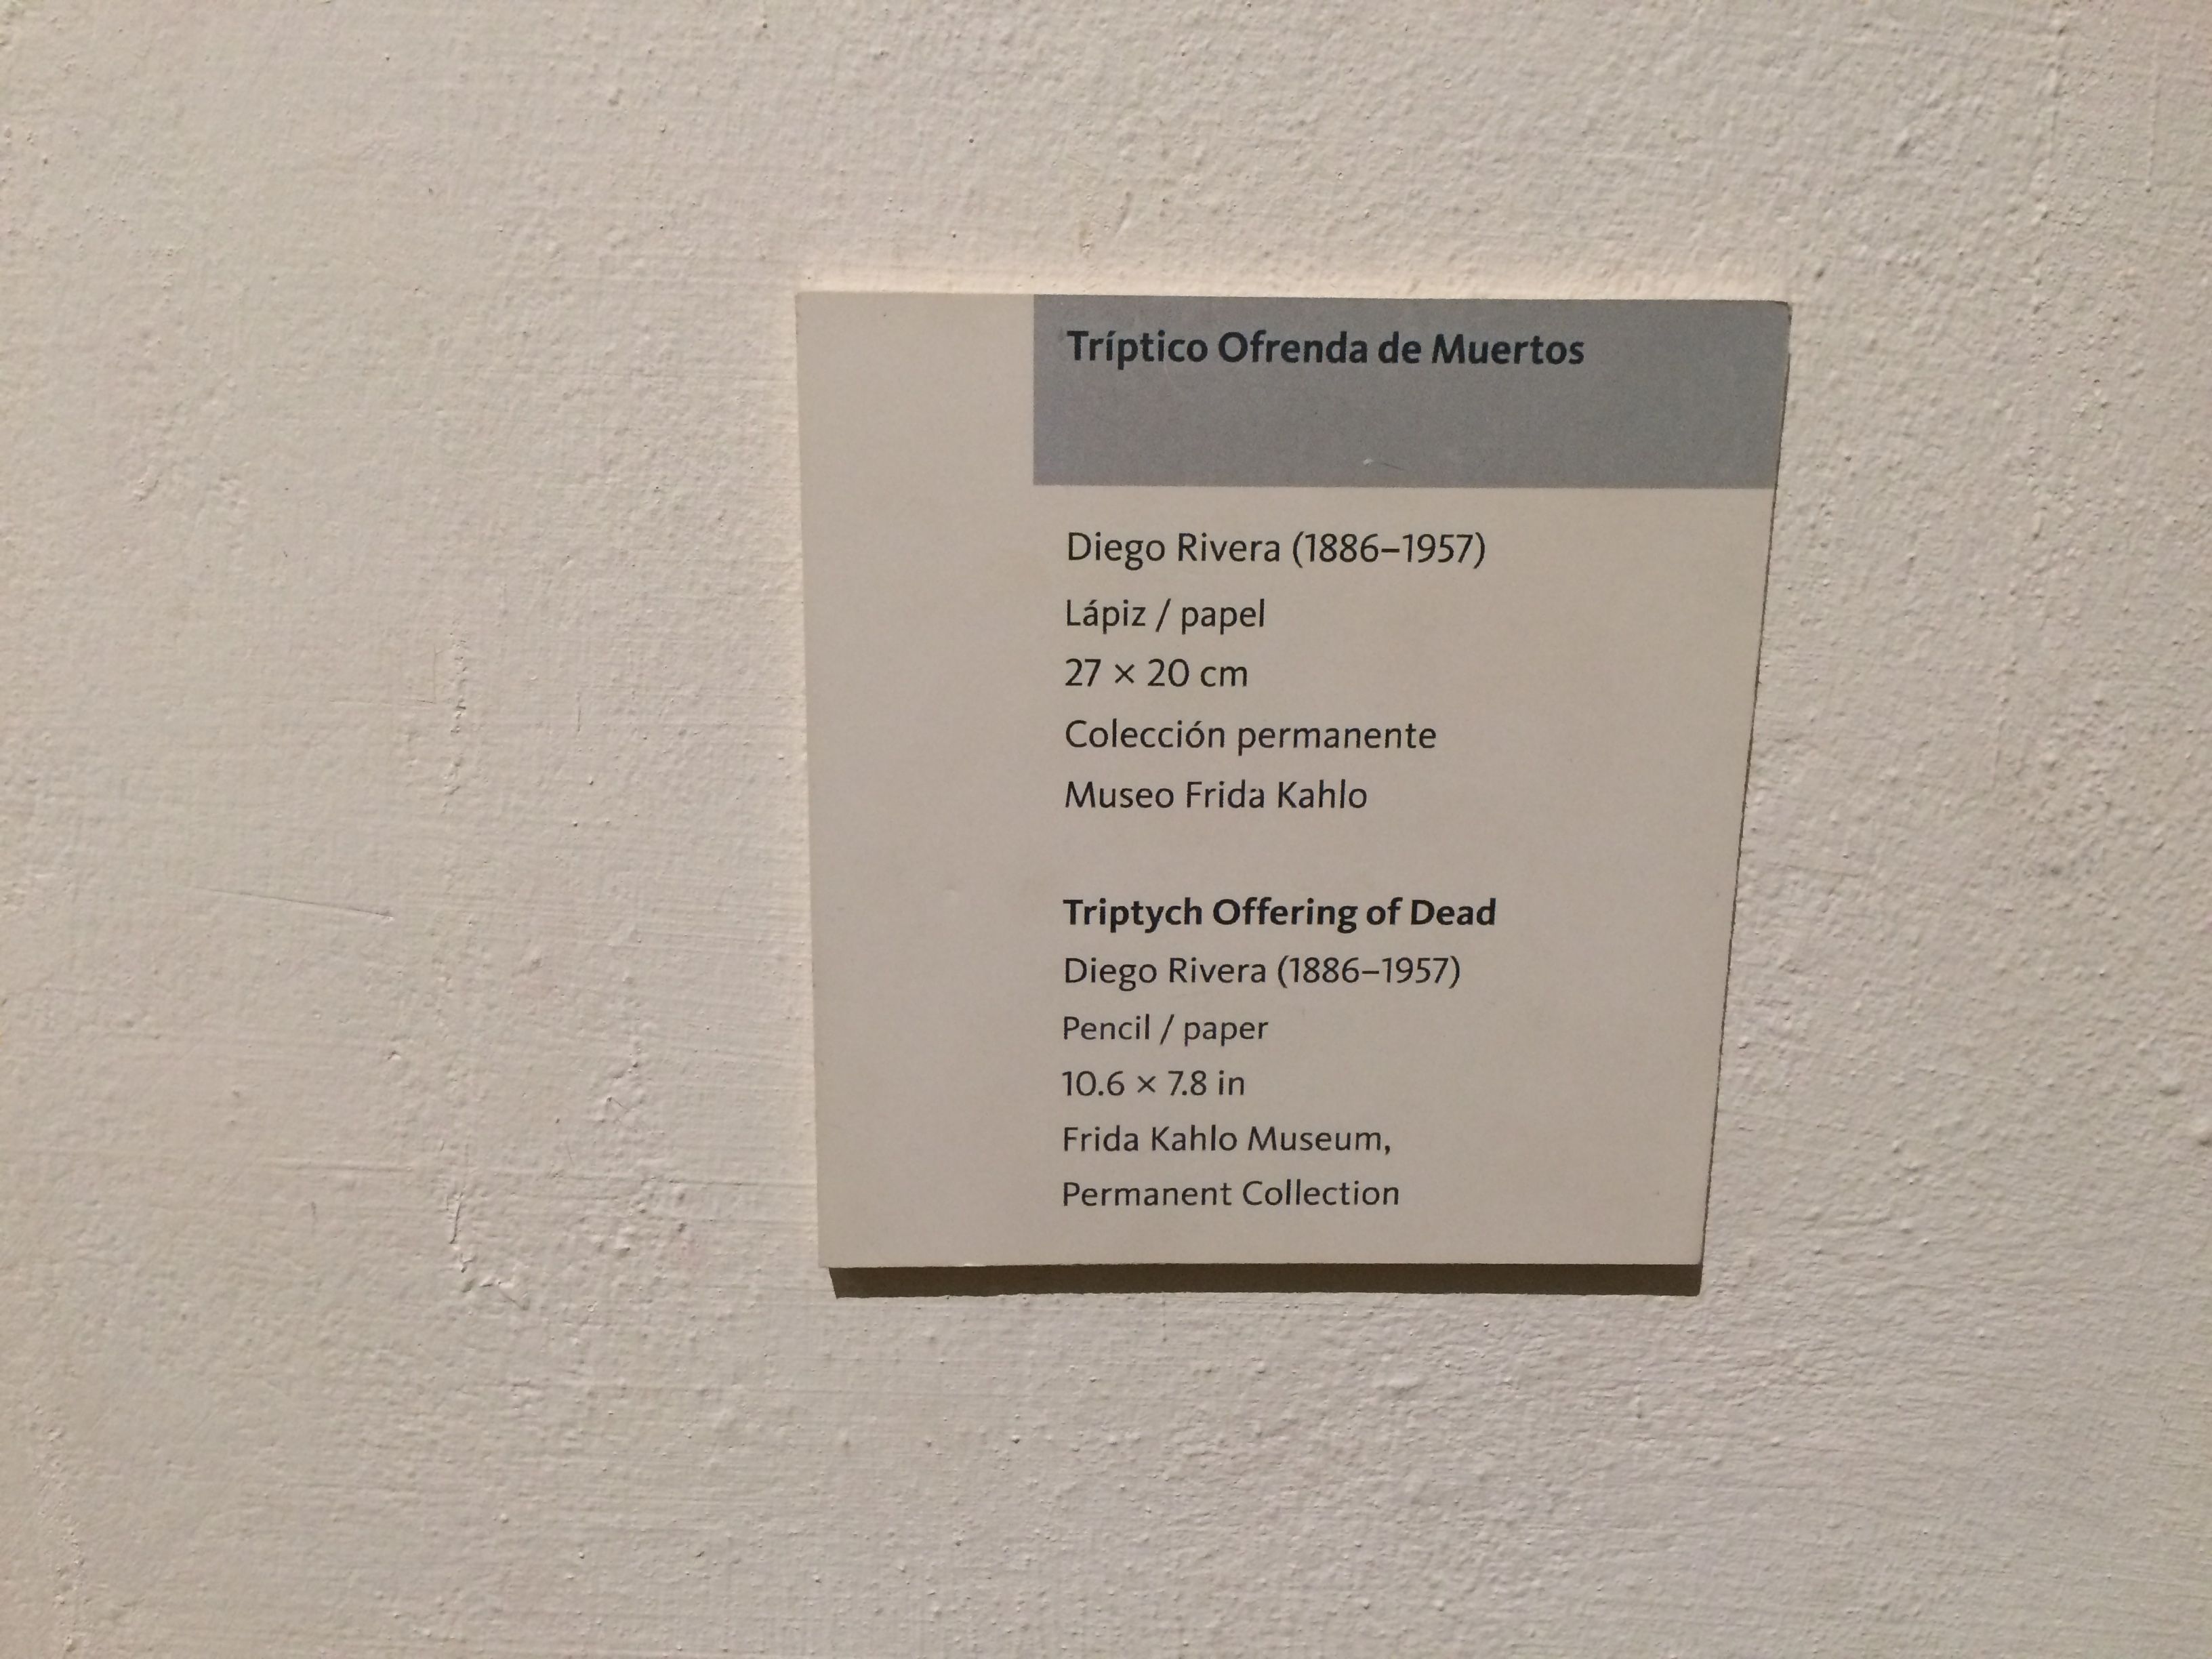 Tríptico Ofrenda de Muertos
Diego Rivera (1886–1957)
Lápiz / papel
27 × 20 cm
Colección permanente
Museo Frida Kahlo
Triptych Offering of Dead
Diego Rivera (1886–1957)
Pencil / paper
10.6 × 7.8 in
Frida Kahlo Museum,
Permanent Collection